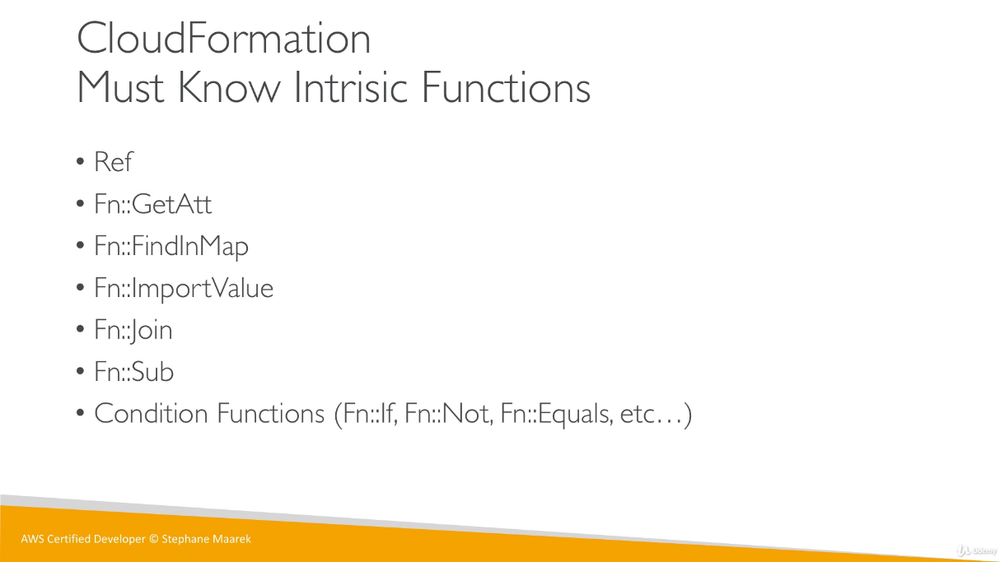 CloudFormation
Must Know Intrisic Functions
• Ref
• Fn::GetAtt
• Fn::FindInMap
• Fn::ImportValue
• Fn::Join
• Fn::Sub
• Condition Functions (Fn::If, Fn::Not, Fn::Equals, etc…)
AWS Certified Developer © Stephane Maarek
Udemy